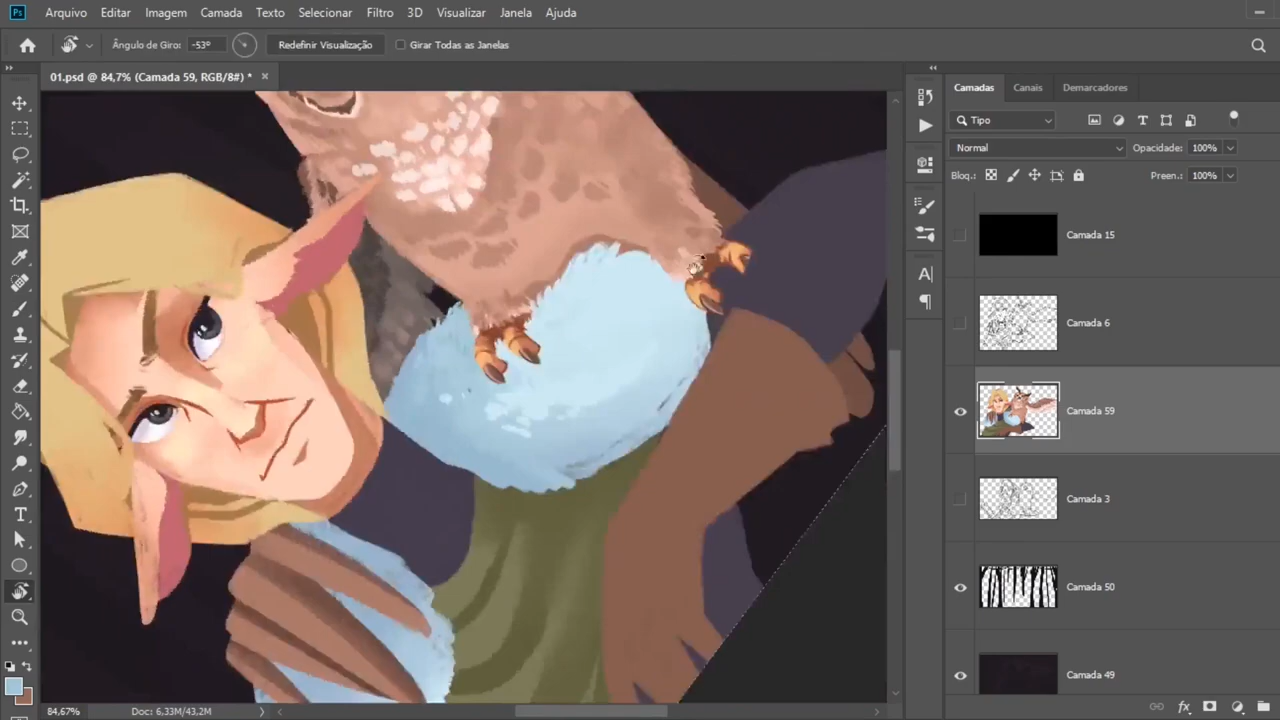 Ps Arquivo Editar Imagem Camada Texto Selecionar Filtro 3D Visualizar Janela Ajuda
Ângulo de Giro: -53° Redefinir Visualização Girar Todas as Janelas
01.psd @ 84,7% (Camada 59, RGB/8#) * ×
Camadas Canais Demarcadores
Tipo
Normal Opacidade: 100%
Bloq.: Preen.: 100%
Camada 15
Camada 6
Camada 59
Camada 3
Camada 50
Camada 49
84,67% Doc: 6,33M/43,2M